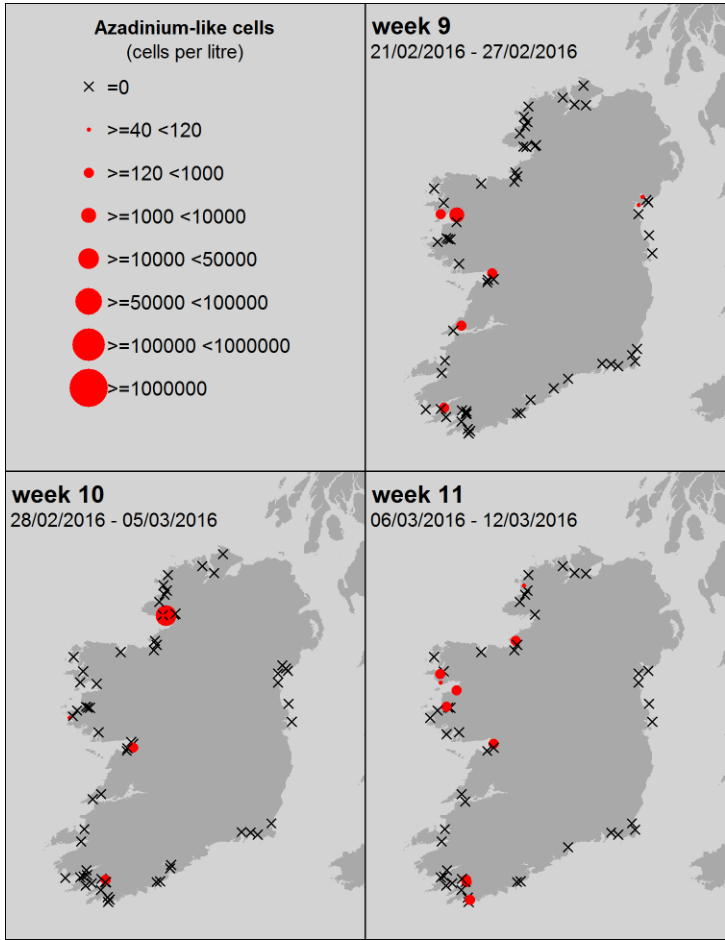 Azadinium-like cells
(cells per litre)
=0
>=40 <120
>=120 <1000
>=1000 <10000
>=10000 <50000
>=50000 <100000
>=100000 <1000000
>=1000000
week 9
21/02/2016 - 27/02/2016
week 10
28/02/2016 - 05/03/2016
week 11
06/03/2016 - 12/03/2016